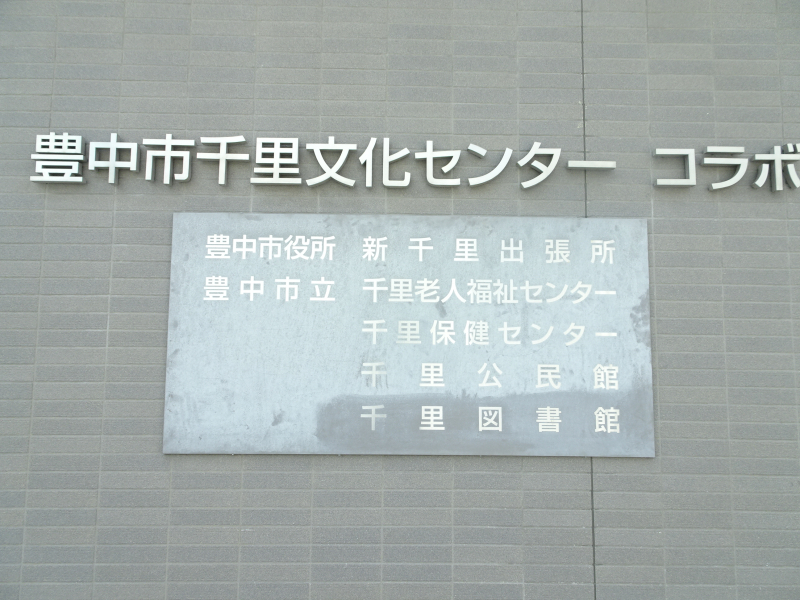 豊中市千里文化センター コラボ
豊中市役所 新千里出張所
豊中市立 千里老人福祉センター
千里保健センター
千里公民館
千里図書館